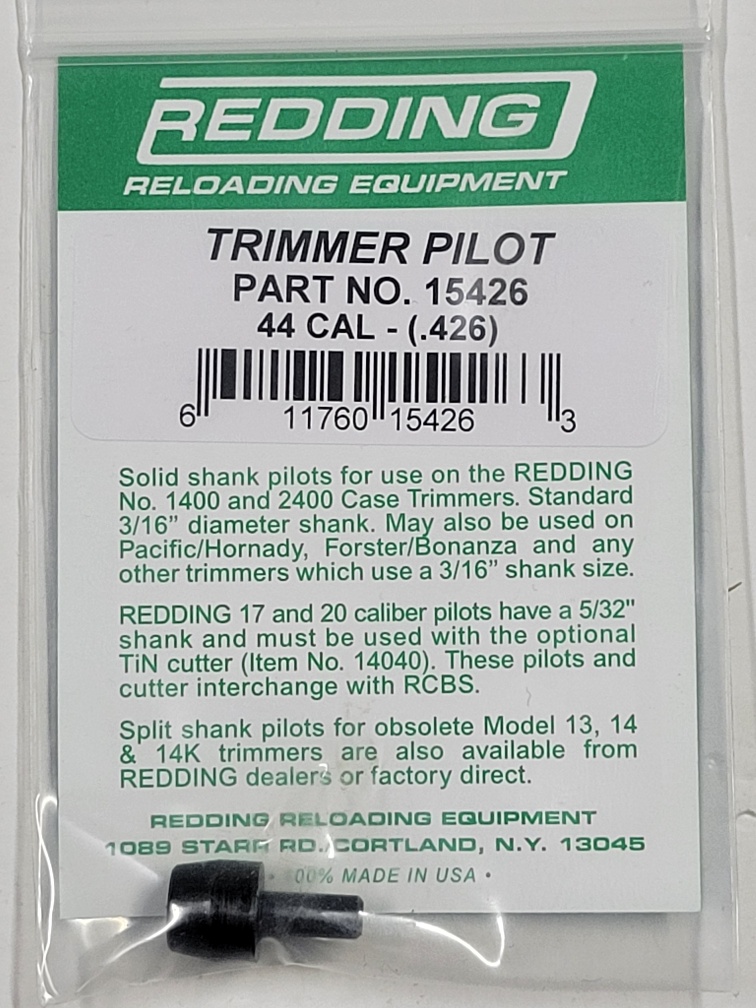 REDDING
RELOADING EQUIPMENT
TRIMMER PILOT
PART NO. 15426
44 CAL - (.426)
6 11760 15426 3
Solid shank pilots for use on the REDDING
No. 1400 and 2400 Case Trimmers. Standard
3/16” diameter shank. May also be used on
Pacific/Hornady, Forster/Bonanza and any
other trimmers which use a 3/16” shank size.
REDDING 17 and 20 caliber pilots have a 5/32"
shank and must be used with the optional
TiN cutter (Item No. 14040). These pilots and
cutter interchange with RCBS.
Split shank pilots for obsolete Model 13, 14
& 14K trimmers are also available from
REDDING dealers or factory direct.
REDDING RELOADING EQUIPMENT
1089 STARR RD./CORTLAND, N.Y. 13045
• 100% MADE IN USA •